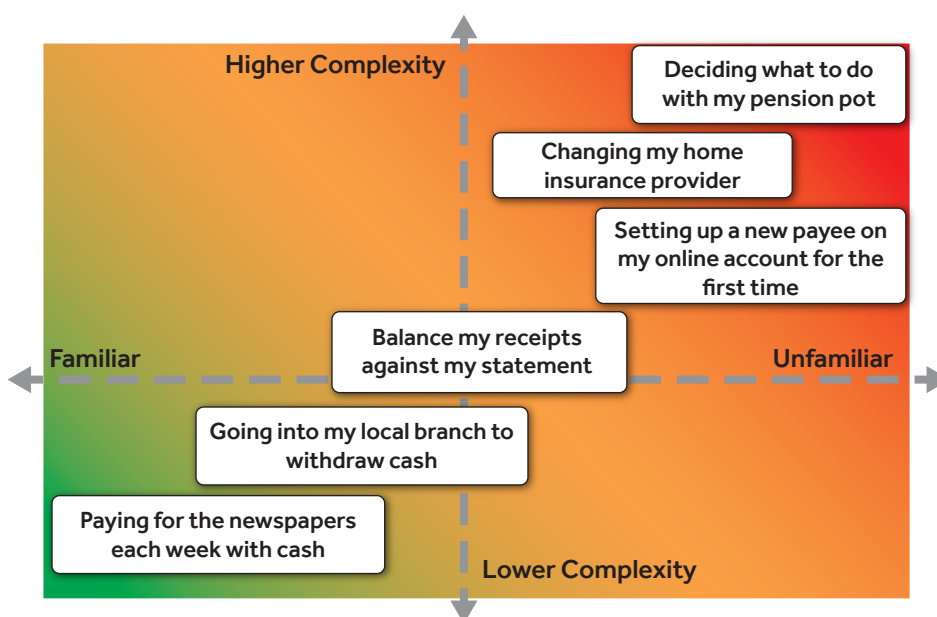 Higher Complexity
Deciding what to do
with my pension pot
Changing my home
insurance provider
Setting up a new payee on
my online account for the
first time
Balance my receipts
against my statement
Familiar
Unfamiliar
Going into my local branch to
withdraw cash
Paying for the newspapers
each week with cash
Lower Complexity